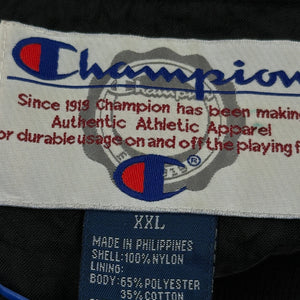 Champion
Since 1919 Champion has been making
Authentic Athletic Apparel
for durable usage on and off the playing
XXL
MADE IN PHILIPPINES
SHELL: 100% NYLON
LINING:
BODY: 65% POLYESTER
35% COTTON